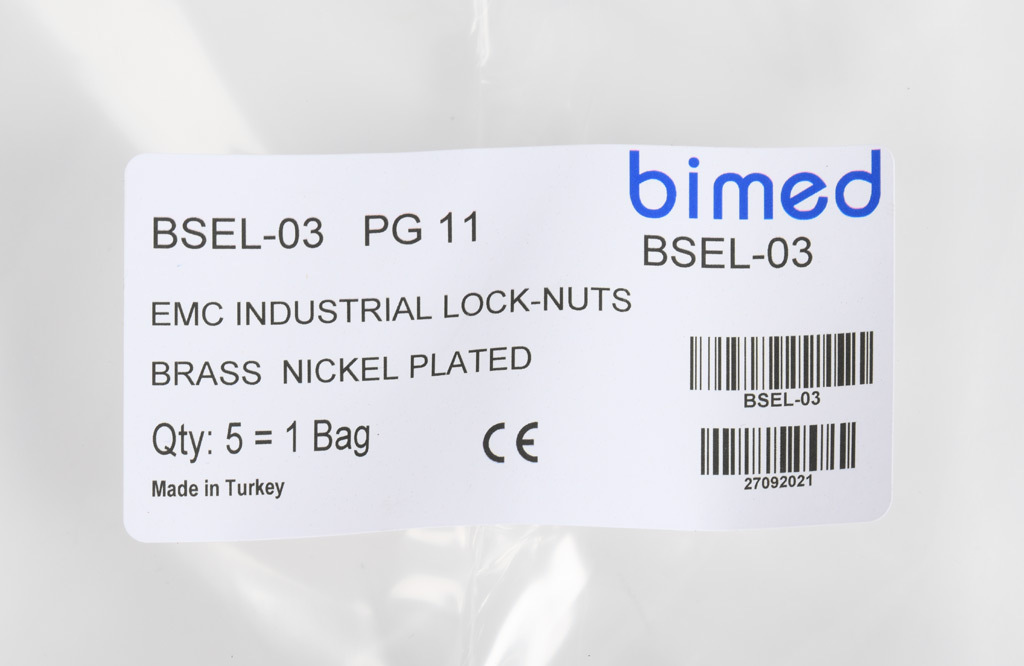 bimed
BSEL-03 PG 11
BSEL-03
EMC INDUSTRIAL LOCK-NUTS
BRASS NICKEL PLATED
BSEL-03
Qty: 5 = 1 Bag CE
27092021
Made in Turkey